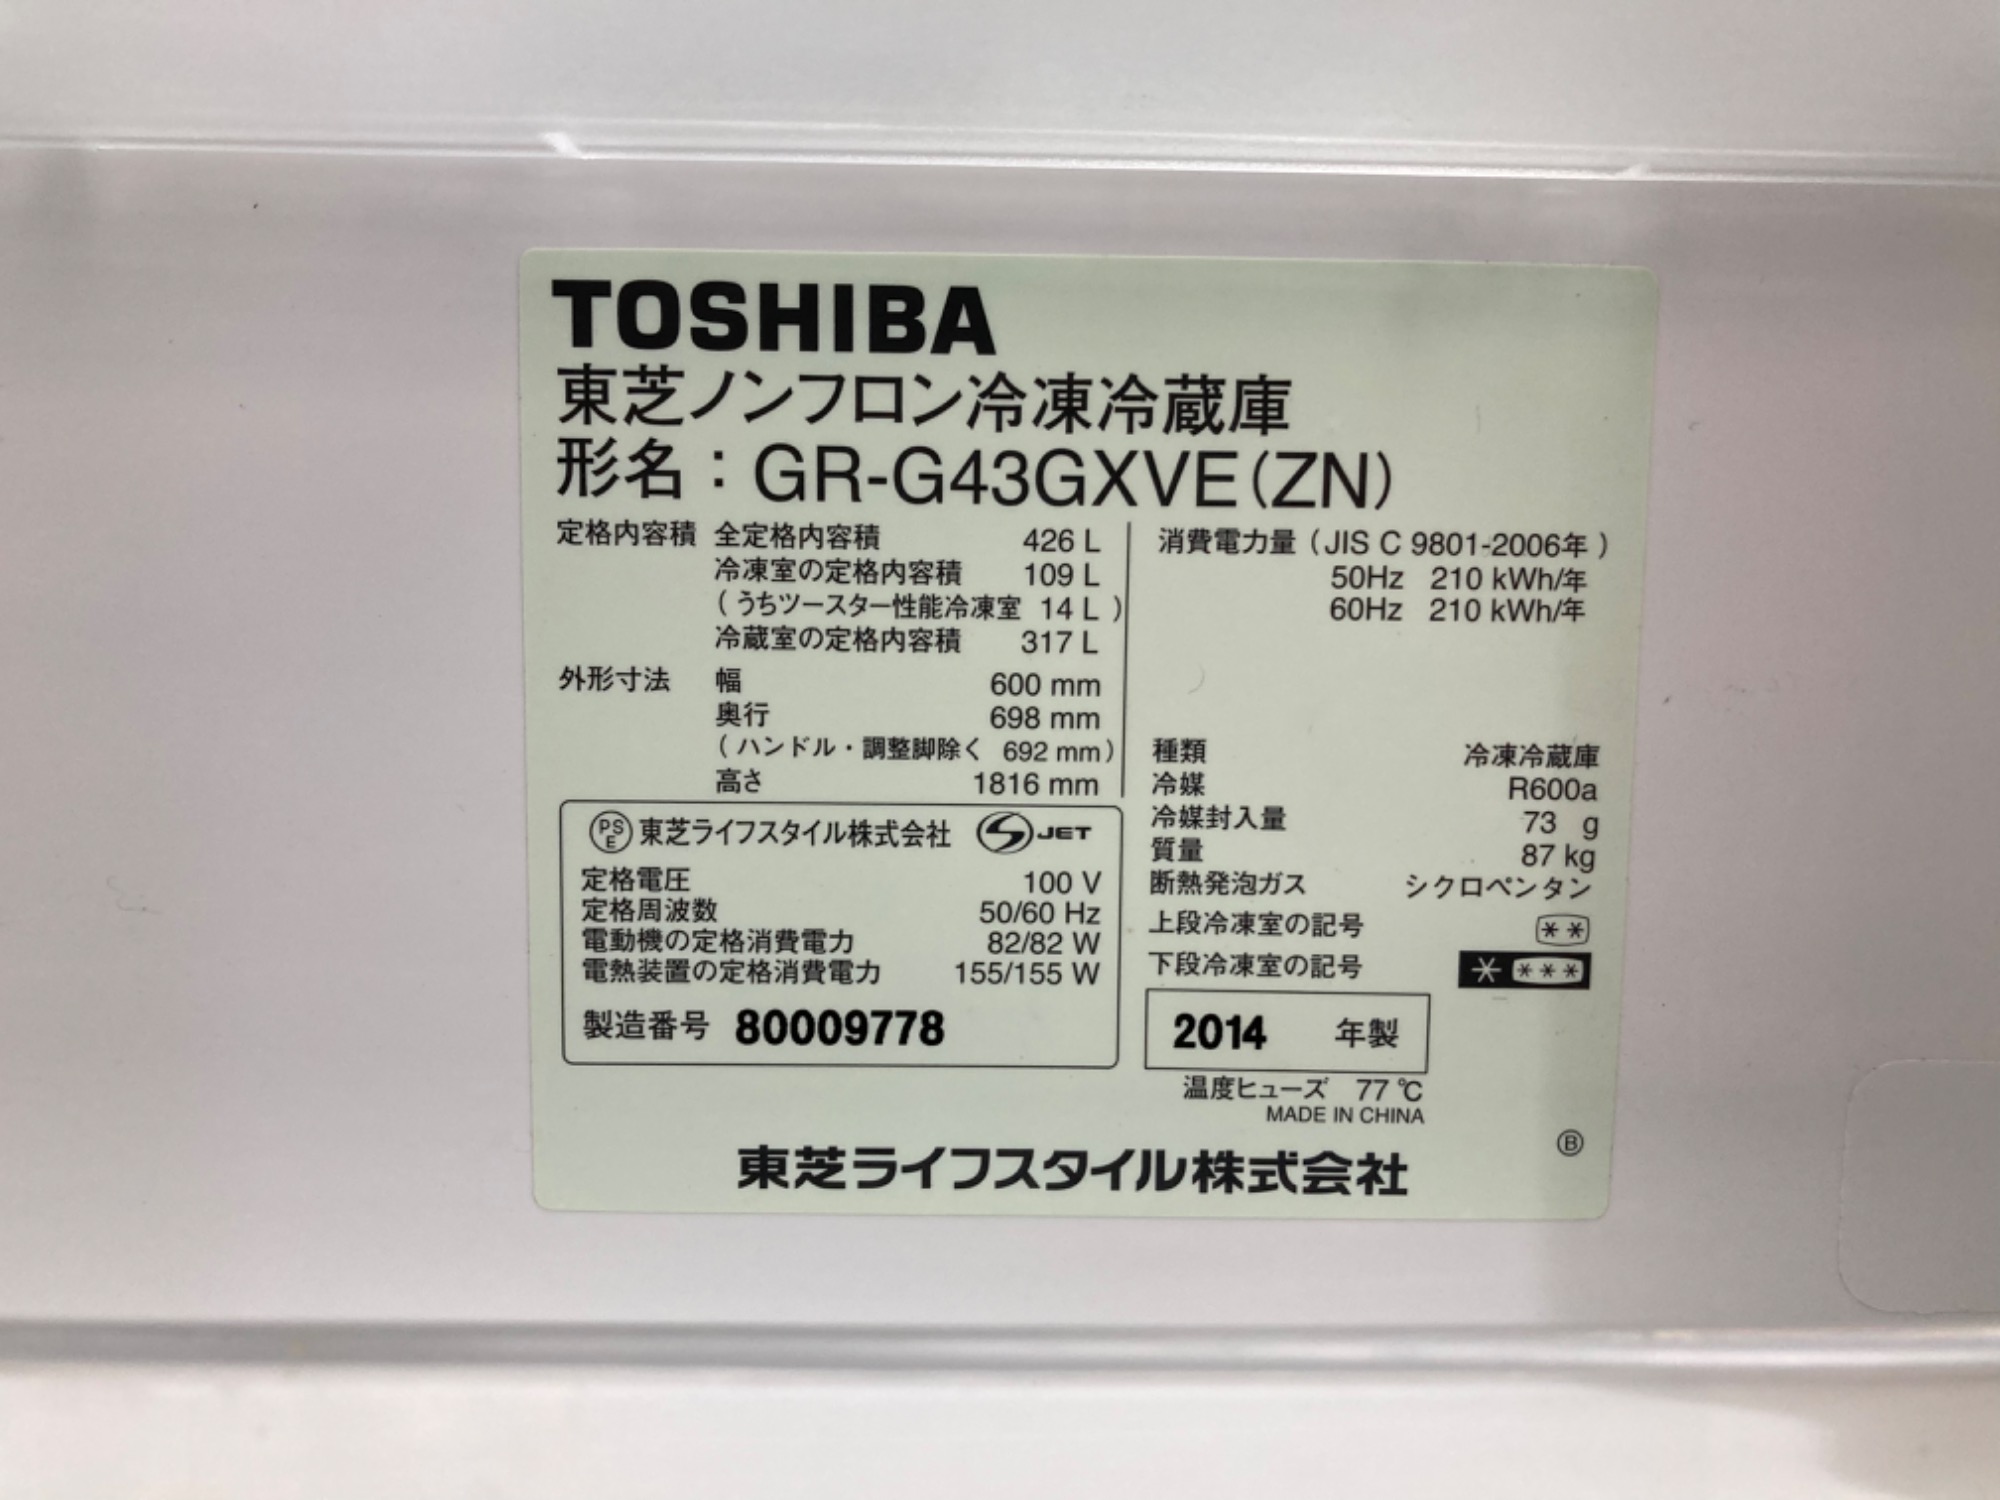 TOSHIBA
東芝ノンフロン冷凍冷蔵庫
形名：GR-G43GXVE(ZN)
定格内容積 全定格内容積 426 L
冷凍室の定格内容積 109 L
(うちツースター性能冷凍室 14 L)
冷蔵室の定格内容積 317 L
外形寸法 幅 600 mm
奥行 698 mm
(ハンドル・調整脚除く 692 mm)
高さ 1816 mm
PSE 東芝ライフスタイル株式会社 JET
定格電圧 100 V
定格周波数 50/60 Hz
電動機の定格消費電力 82/82 W
電熱装置の定格消費電力 155/155 W
製造番号 80009778
消費電力量(JIS C 9801-2006年)
50Hz 210 kWh/年
60Hz 210 kWh/年
種類 冷凍冷蔵庫
冷媒 R600a
冷媒封入量 73 g
質量 87 kg
断熱発泡ガス シクロペンタン
上段冷凍室の記号 **
下段冷凍室の記号 * ***
2014 年製
温度ヒューズ 77 ℃
MADE IN CHINA
Ⓑ
東芝ライフスタイル株式会社